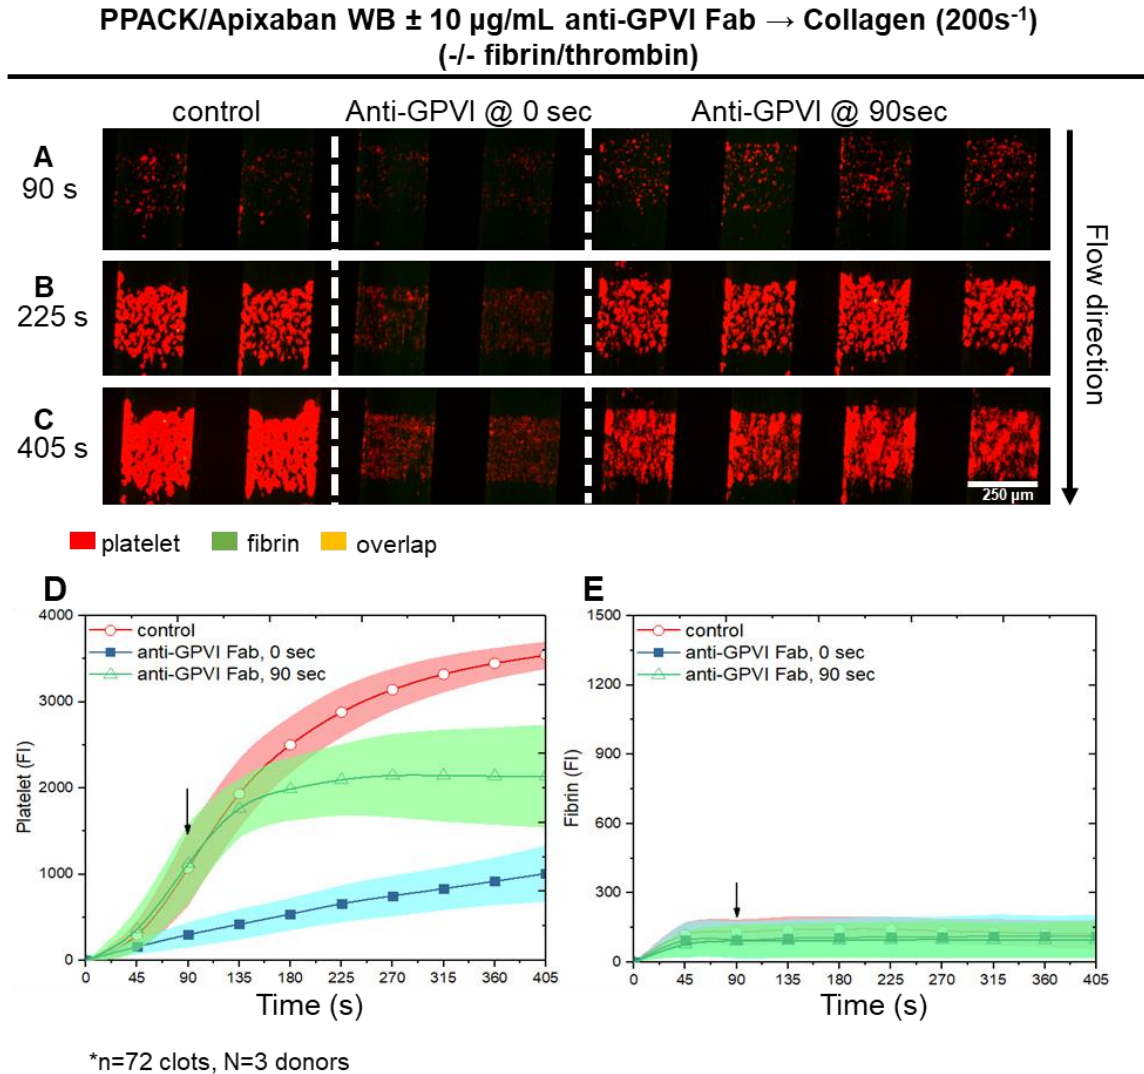 PPACK/Apixaban WB ± 10 µg/mL anti-GPVI Fab → Collagen (200s⁻¹)
(-/- fibrin/thrombin)
control
Anti-GPVI @ 0 sec
Anti-GPVI @ 90sec
A
90 s
B
225 s
C
405 s
250 µm
Flow direction
platelet
fibrin
overlap
D
4000
3000
2000
1000
0
Platelet (FI)
control
anti-GPVI Fab, 0 sec
anti-GPVI Fab, 90 sec
0 45 90 135 180 225 270 315 360 405
Time (s)
E
1500
1200
900
600
300
0
Fibrin (FI)
control
anti-GPVI Fab, 0 sec
anti-GPVI Fab, 90 sec
0 45 90 135 180 225 270 315 360 405
Time (s)
*n=72 clots, N=3 donors